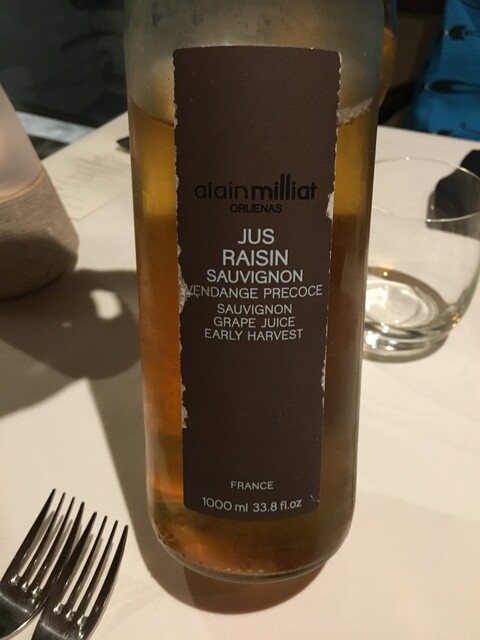 alain milliat
ORLIENAS
JUS
RAISIN
SAUVIGNON
VENDANGE PRECOCE
SAUVIGNON
GRAPE JUICE
EARLY HARVEST
FRANCE
1000 ml 33.8 fl.oz